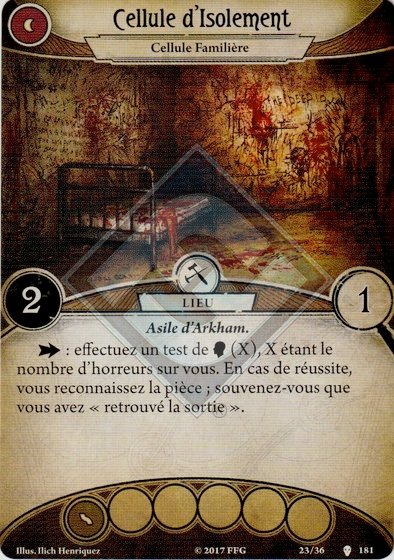 Cellule d'Isolement
Cellule Familière
2
LIEU
1
Asile d'Arkham.
: effectuez un test de (X), X étant le
nombre d'horreurs sur vous. En cas de réussite,
vous reconnaissez la pièce ; souvenez-vous que
vous avez « retrouvé la sortie ».
Illus. Ilich Henriquez
© 2017 FFG
23/36
181